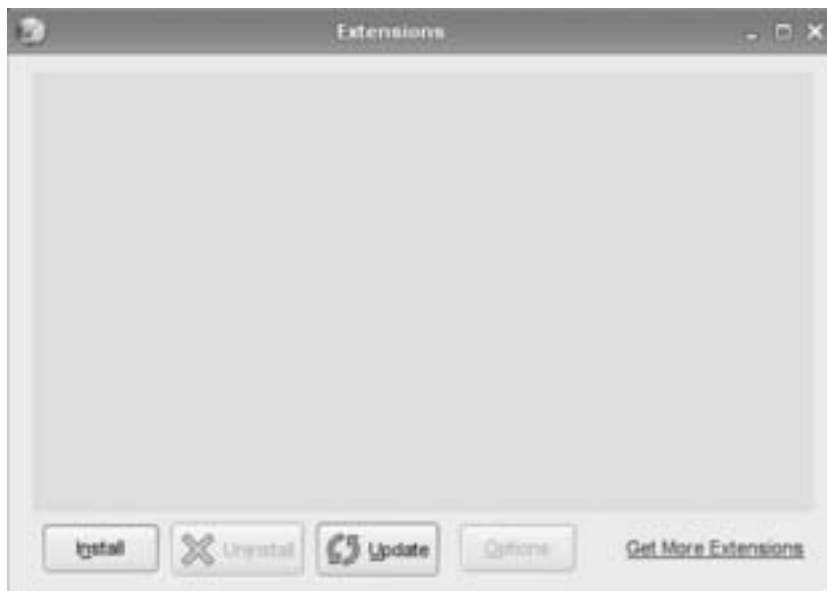 Extensions
Install
Uninstall
Update
Options
Get More Extensions